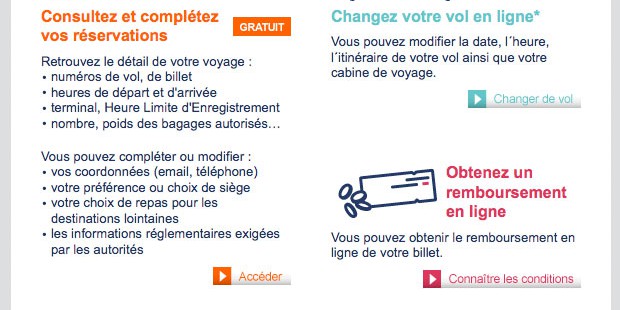 Consultez et complétez
vos réservations
GRATUIT
Retrouvez le détail de votre voyage :
• numéros de vol, de billet
• heures de départ et d'arrivée
• terminal, Heure Limite d'Enregistrement
• nombre, poids des bagages autorisés…
Vous pouvez compléter ou modifier :
• vos coordonnées (email, téléphone)
• votre préférence ou choix de siège
• votre choix de repas pour les
destinations lointaines
• les informations réglementaires exigées
par les autorités
Accéder
Changez votre vol en ligne*
Vous pouvez modifier la date, l´heure,
l´itinéraire de votre vol ainsi que votre
cabine de voyage.
Changer de vol
Obtenez un
remboursement
en ligne
Vous pouvez obtenir le remboursement en
ligne de votre billet.
Connaître les conditions